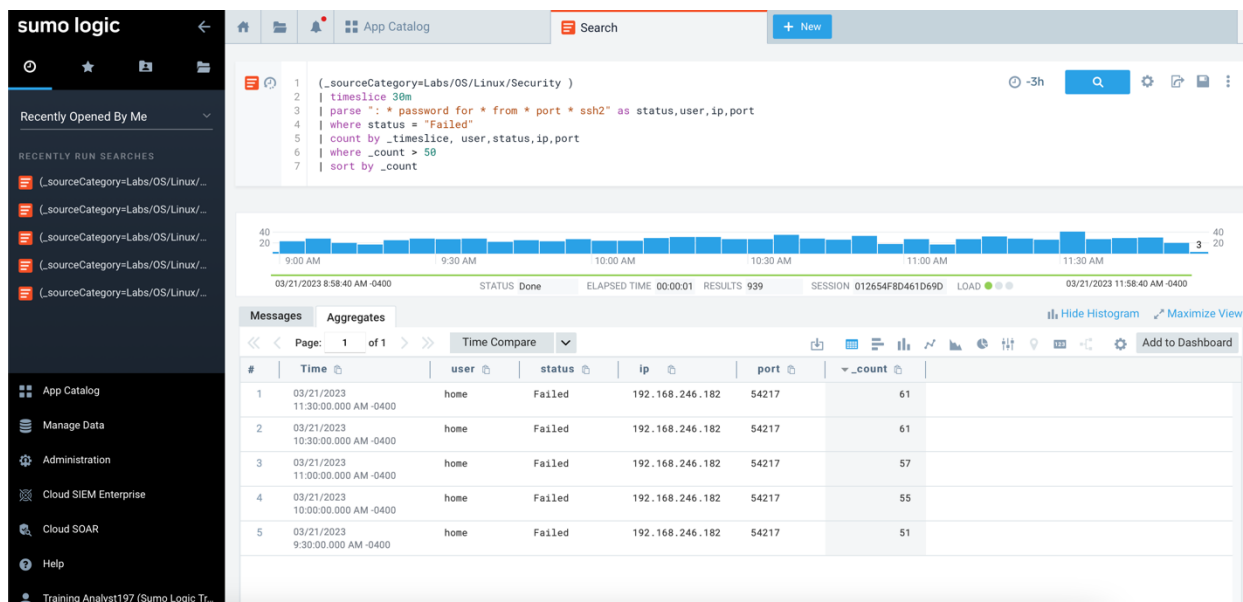 sumo logic
App Catalog
Search
+ New
Recently Opened By Me
RECENTLY RUN SEARCHES
(_sourceCategory=Labs/OS/Linux/...
(_sourceCategory=Labs/OS/Linux/...
(_sourceCategory=Labs/OS/Linux/...
(_sourceCategory=Labs/OS/Linux/...
(_sourceCategory=Labs/OS/Linux/...
App Catalog
Manage Data
Administration
Cloud SIEM Enterprise
Cloud SOAR
Help
Training Analyst197 (Sumo Logic Tr...
1 (_sourceCategory=Labs/OS/Linux/Security )
2 | timeslice 30m
3 | parse ": * password for * from * port * ssh2" as status,user,ip,port
4 | where status = "Failed"
5 | count by _timeslice, user,status,ip,port
6 | where _count > 50
7 | sort by _count
-3h
40
20
3
40
20
9:00 AM 9:30 AM 10:00 AM 10:30 AM 11:00 AM 11:30 AM
03/21/2023 8:58:40 AM -0400 STATUS Done ELAPSED TIME 00:00:01 RESULTS 939 SESSION 012654F8D461D69D LOAD 03/21/2023 11:58:40 AM -0400
Messages Aggregates Hide Histogram Maximize View
Page: 1 of 1 Time Compare Add to Dashboard
# Time user status ip port _count
1 03/21/2023 home Failed 192.168.246.182 54217 61
11:30:00.000 AM -0400
2 03/21/2023 home Failed 192.168.246.182 54217 61
10:30:00.000 AM -0400
3 03/21/2023 home Failed 192.168.246.182 54217 57
11:00:00.000 AM -0400
4 03/21/2023 home Failed 192.168.246.182 54217 55
10:00:00.000 AM -0400
5 03/21/2023 home Failed 192.168.246.182 54217 51
9:30:00.000 AM -0400